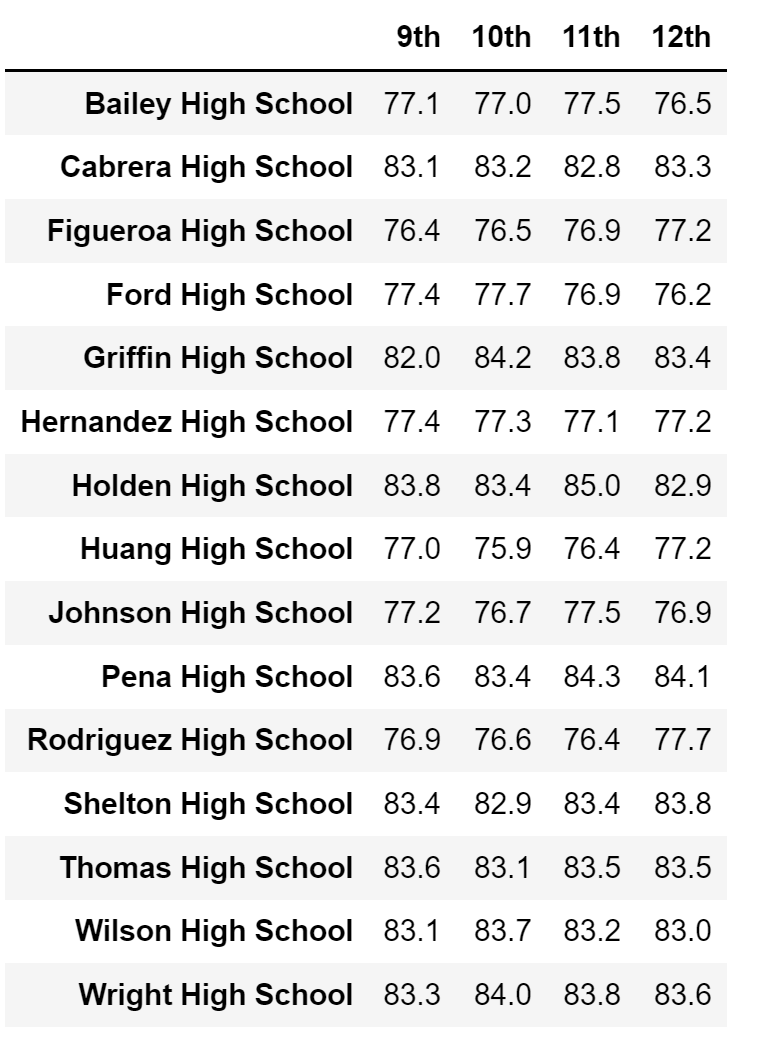 9th 10th 11th 12th
Bailey High School 77.1 77.0 77.5 76.5
Cabrera High School 83.1 83.2 82.8 83.3
Figueroa High School 76.4 76.5 76.9 77.2
Ford High School 77.4 77.7 76.9 76.2
Griffin High School 82.0 84.2 83.8 83.4
Hernandez High School 77.4 77.3 77.1 77.2
Holden High School 83.8 83.4 85.0 82.9
Huang High School 77.0 75.9 76.4 77.2
Johnson High School 77.2 76.7 77.5 76.9
Pena High School 83.6 83.4 84.3 84.1
Rodriguez High School 76.9 76.6 76.4 77.7
Shelton High School 83.4 82.9 83.4 83.8
Thomas High School 83.6 83.1 83.5 83.5
Wilson High School 83.1 83.7 83.2 83.0
Wright High School 83.3 84.0 83.8 83.6